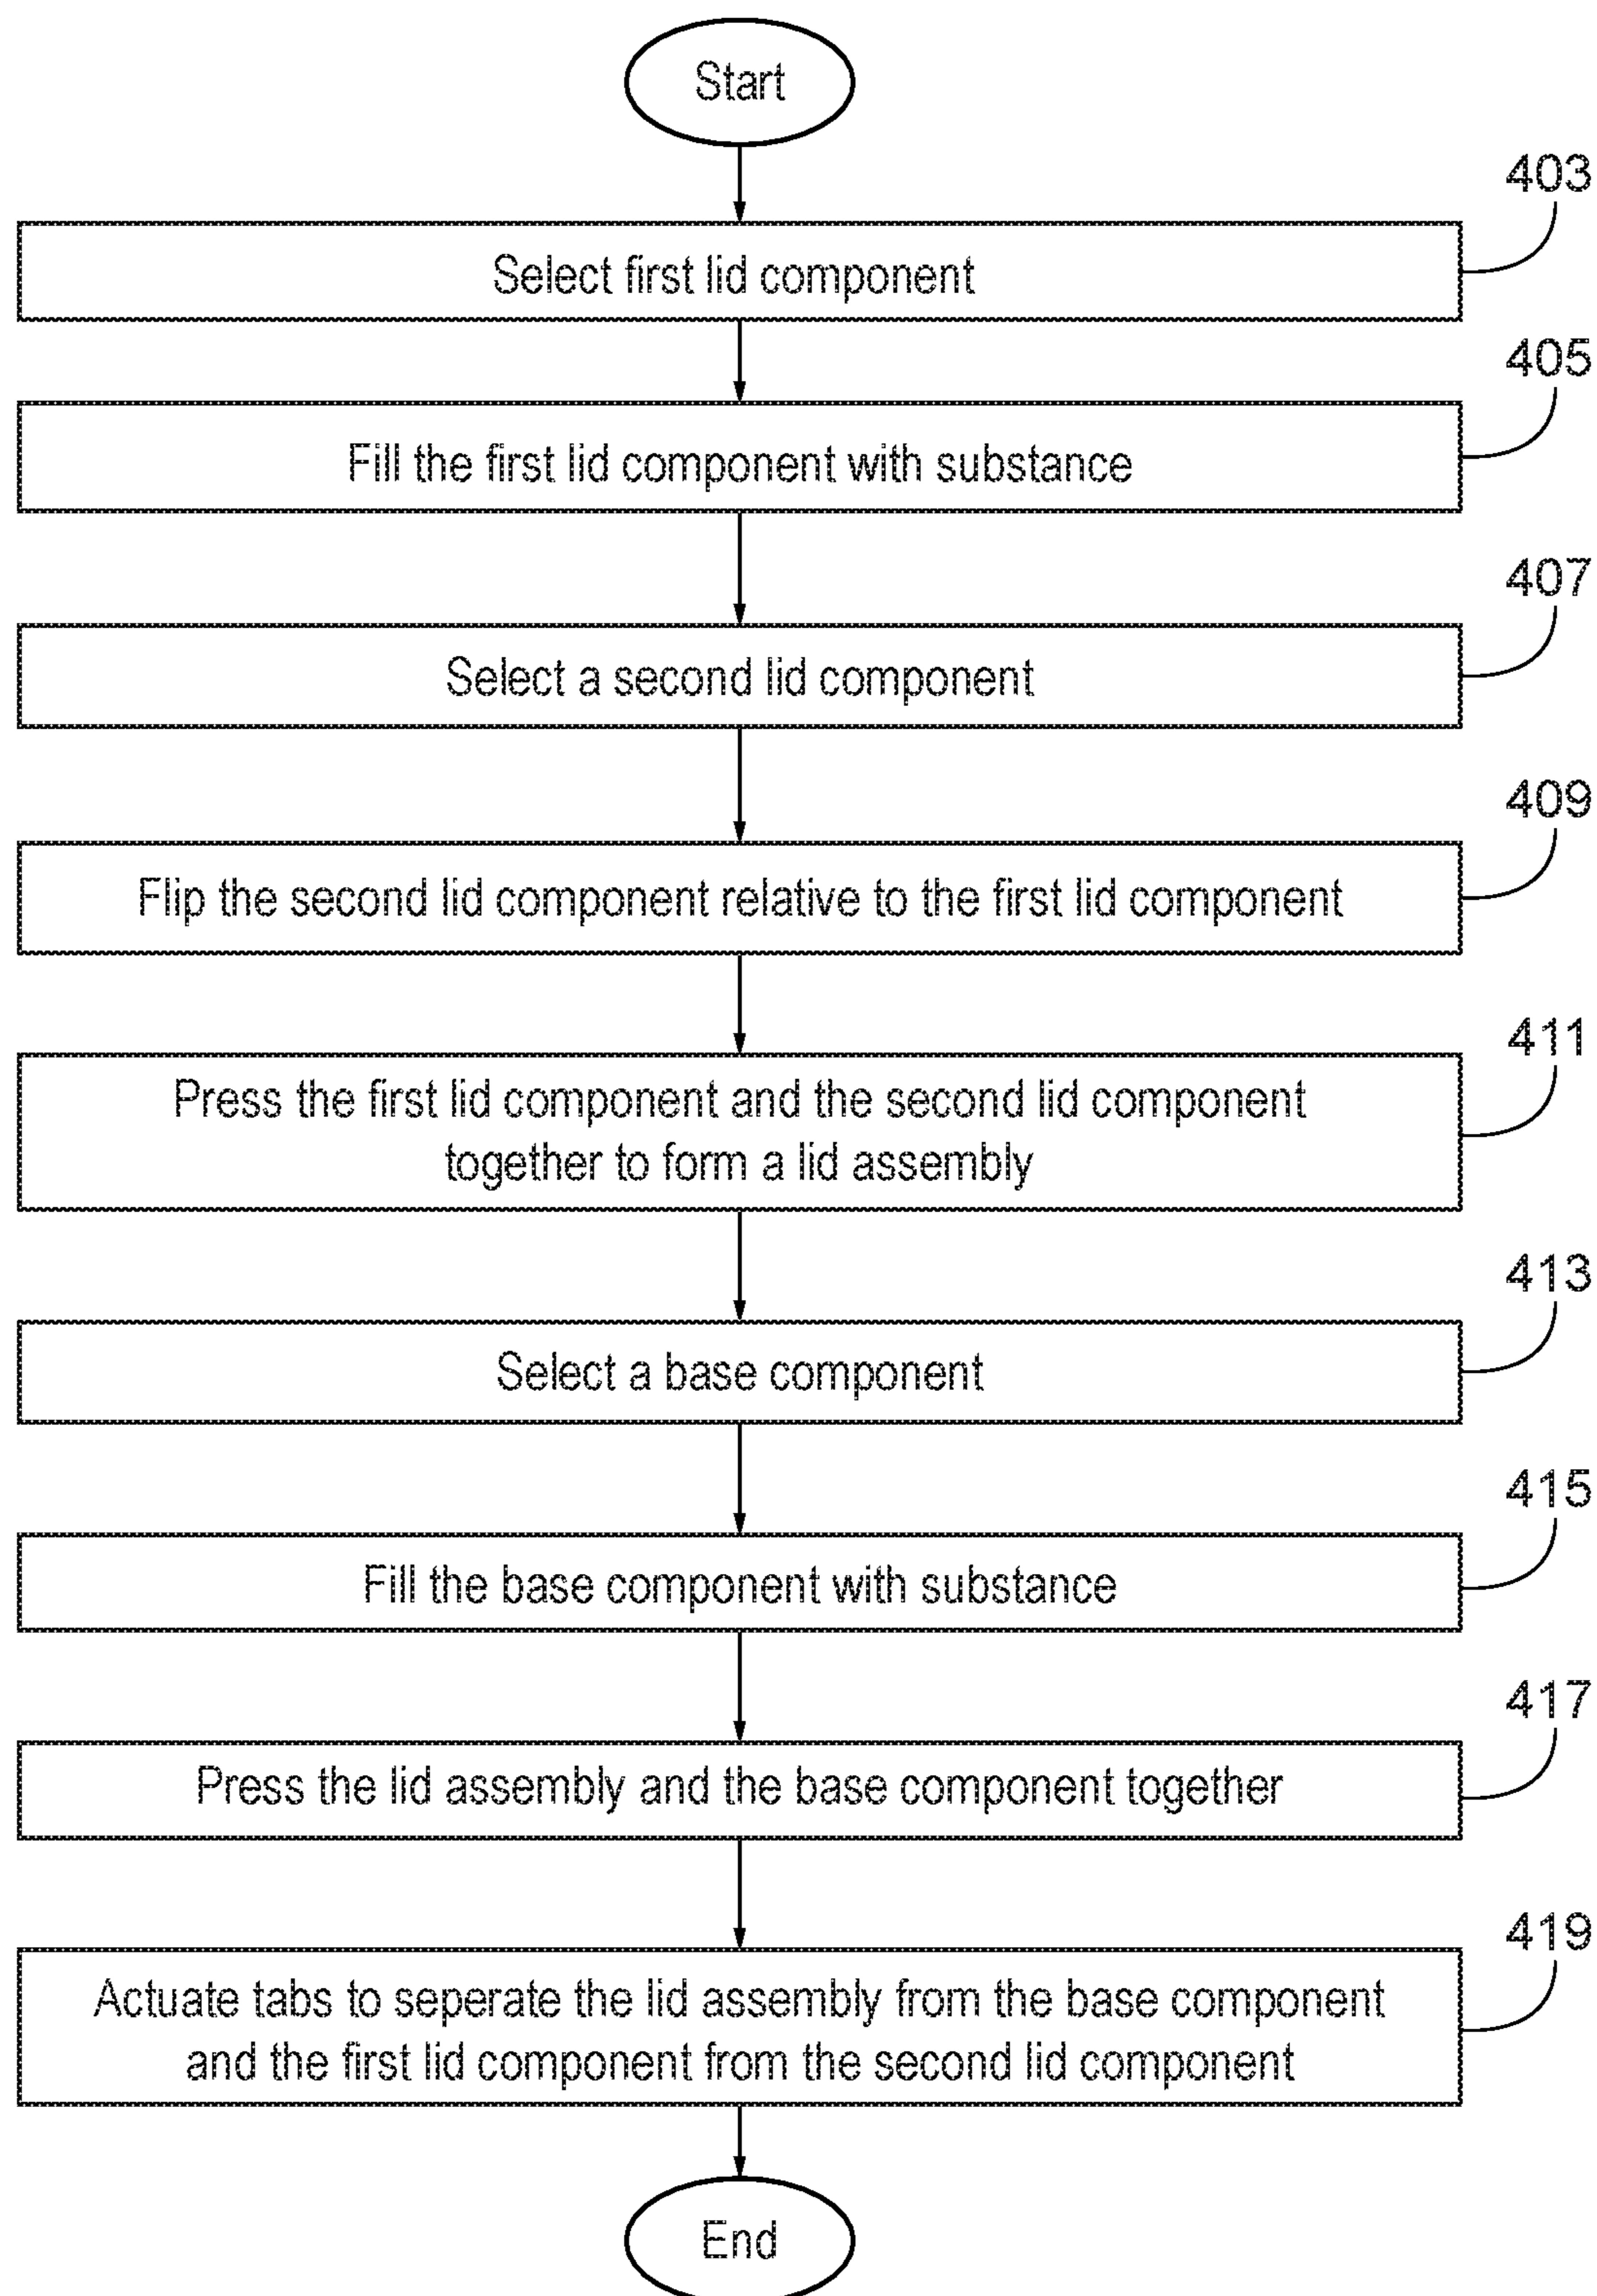 Start
403
Select first lid component
405
Fill the first lid component with substance
407
Select a second lid component
409
Flip the second lid component relative to the first lid component
411
Press the first lid component and the second lid component
together to form a lid assembly
413
Select a base component
415
Fill the base component with substance
417
Press the lid assembly and the base component together
419
Actuate tabs to seperate the lid assembly from the base component
and the first lid component from the second lid component
End